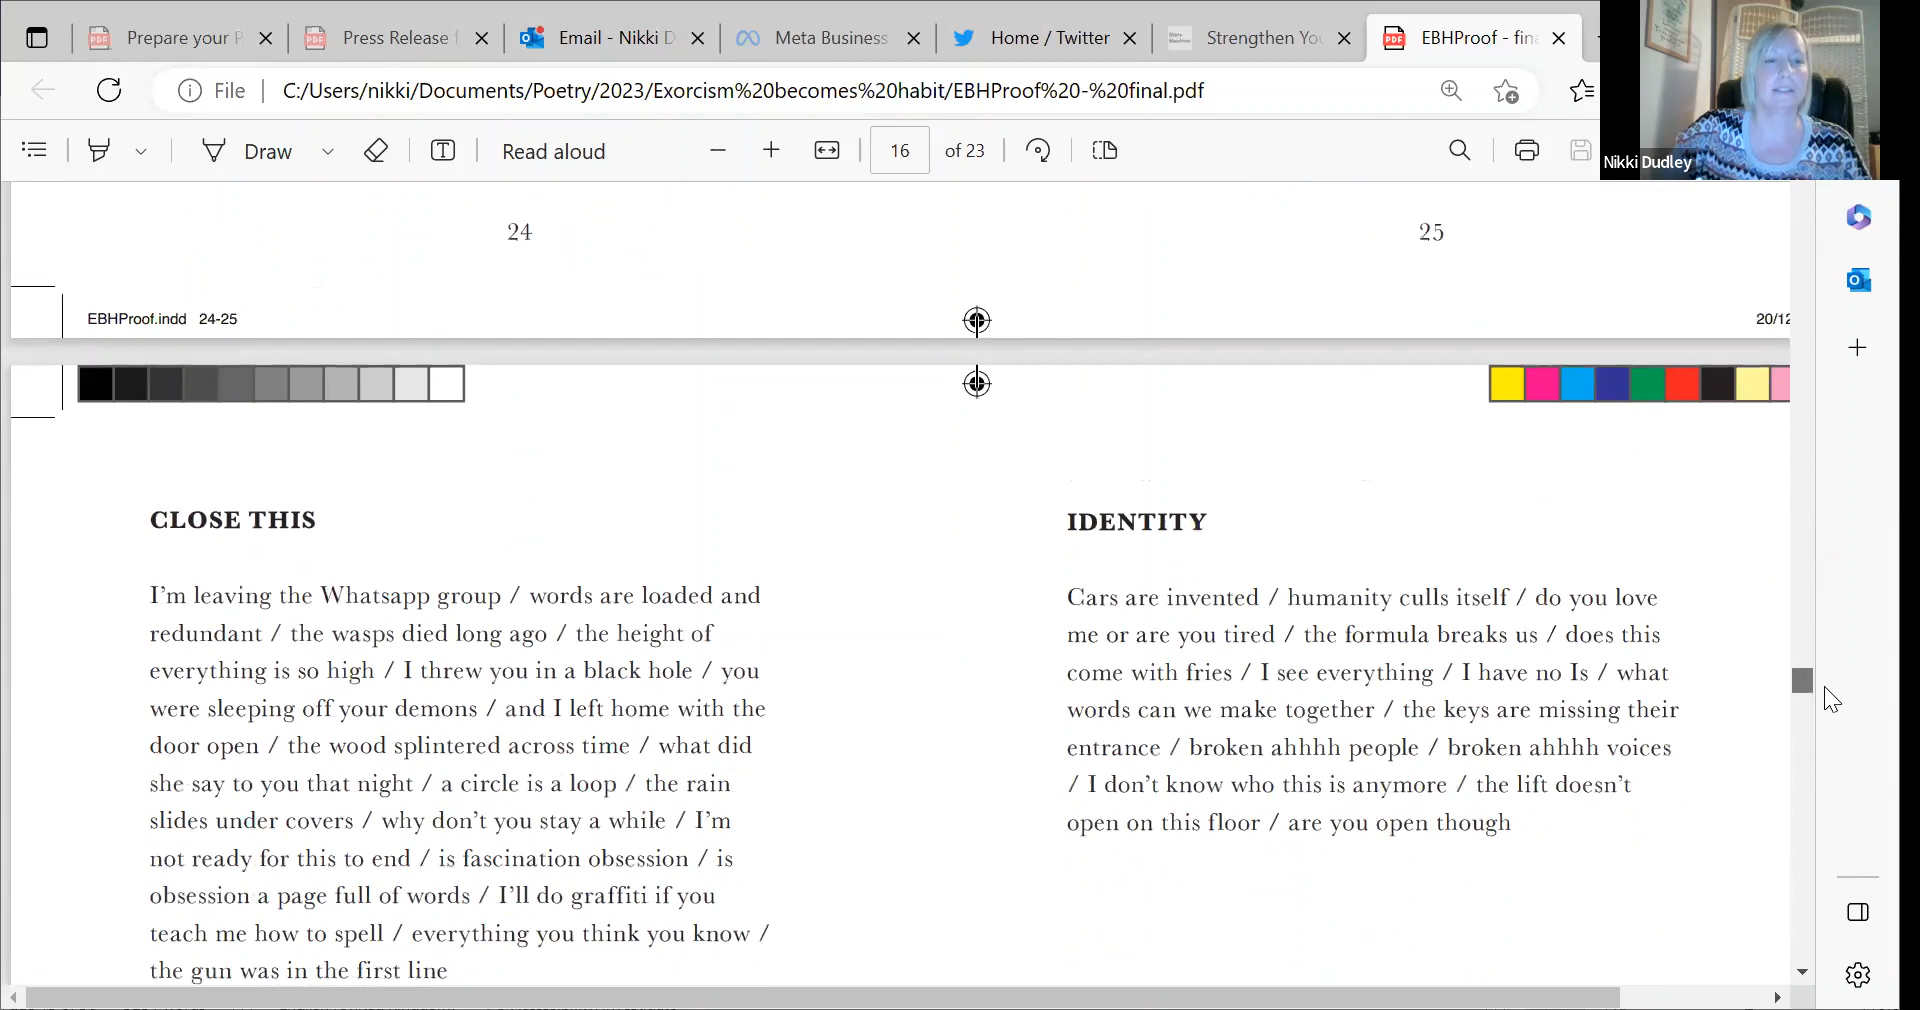 Prepare your P
Press Release f
Email - Nikki D
Meta Business
Home / Twitter
Strengthen You
EBHProof - fina
File
C:/Users/nikki/Documents/Poetry/2023/Exorcism%20becomes%20habit/EBHProof%20-%20final.pdf
Draw
Read aloud
16
of 23
Nikki Dudley
24
25
EBHProof.indd 24-25
20/12
CLOSE THIS
I'm leaving the Whatsapp group / words are loaded and
redundant / the wasps died long ago / the height of
everything is so high / I threw you in a black hole / you
were sleeping off your demons / and I left home with the
door open / the wood splintered across time / what did
she say to you that night / a circle is a loop / the rain
slides under covers / why don't you stay a while / I'm
not ready for this to end / is fascination obsession / is
obsession a page full of words / I'll do graffiti if you
teach me how to spell / everything you think you know /
the gun was in the first line
IDENTITY
Cars are invented / humanity culls itself / do you love
me or are you tired / the formula breaks us / does this
come with fries / I see everything / I have no Is / what
words can we make together / the keys are missing their
entrance / broken ahhhh people / broken ahhhh voices
/ I don't know who this is anymore / the lift doesn't
open on this floor / are you open though